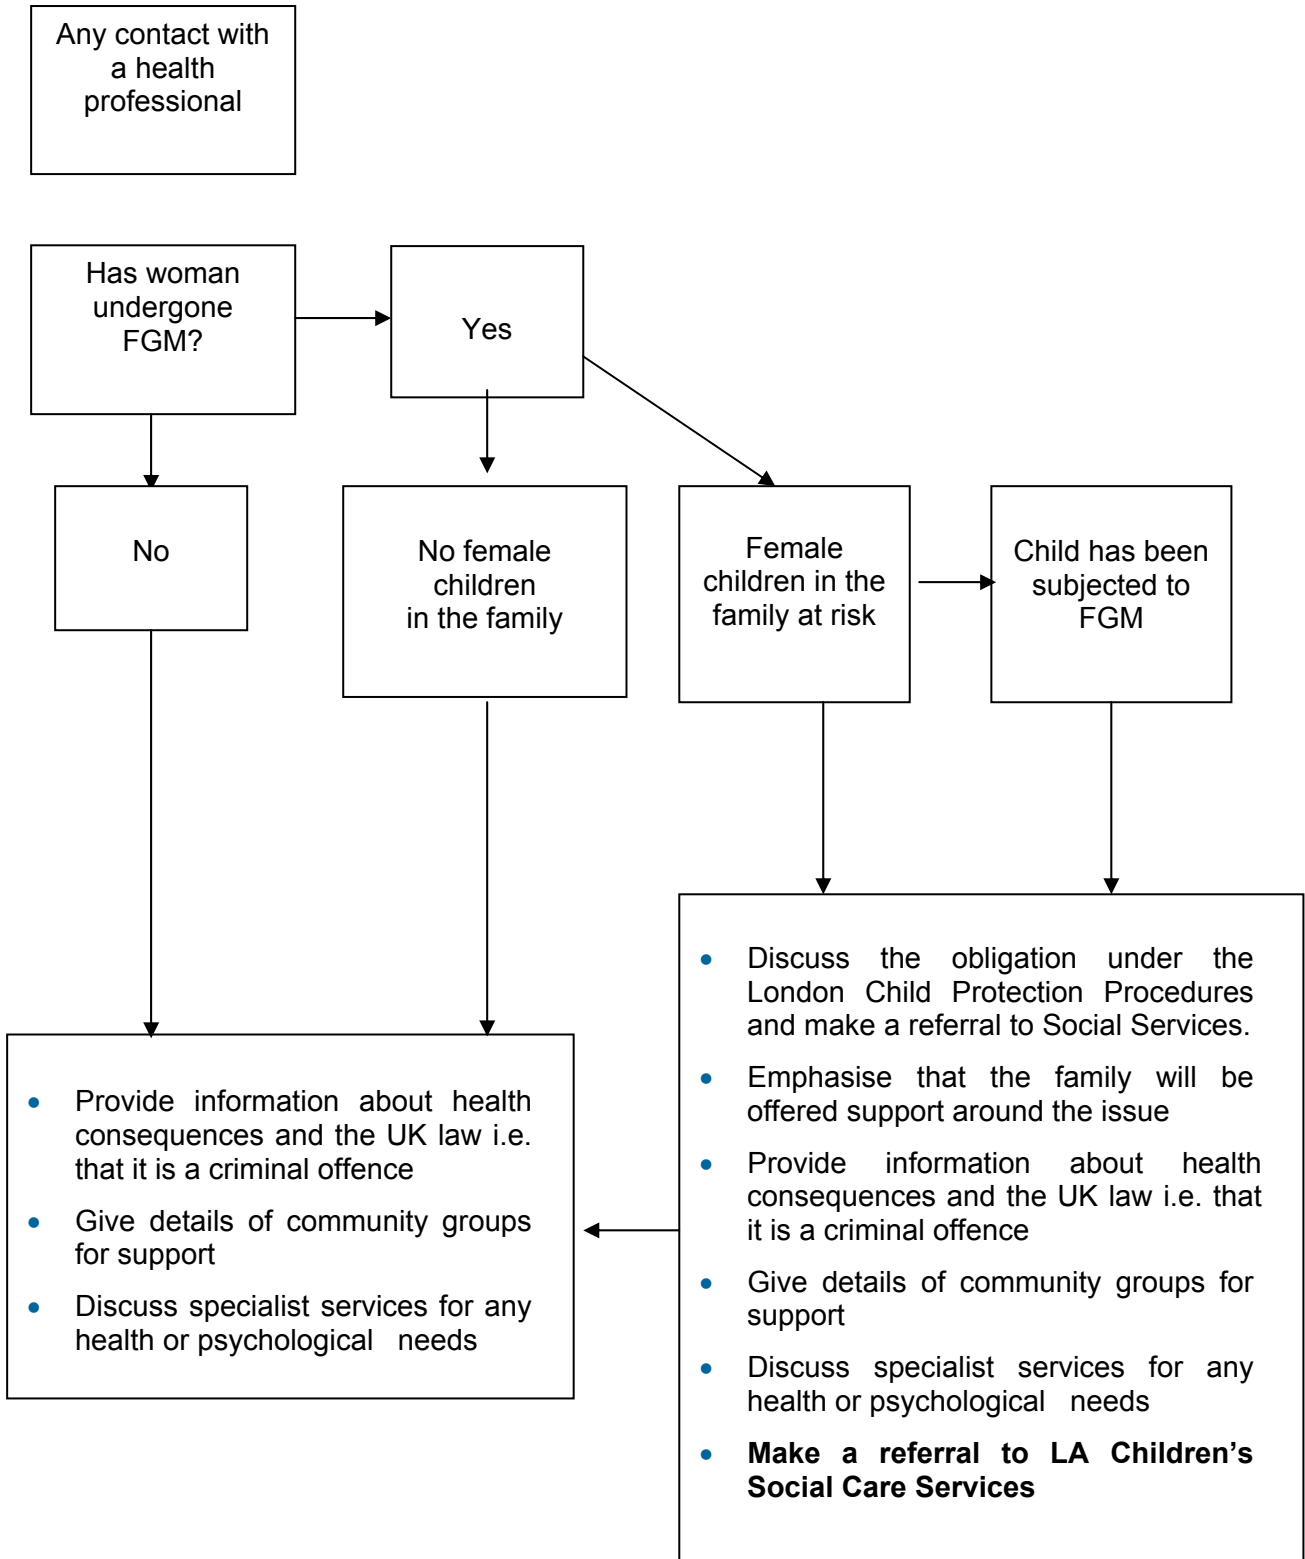 Any contact with
a health
professional
Has woman
undergone
FGM?
Yes
No
No female
children
in the family
Female
children in the
family at risk
Child has been
subjected to
FGM
• Provide information about health
consequences and the UK law i.e.
that it is a criminal offence
• Give details of community groups
for support
• Discuss specialist services for any
health or psychological needs
• Discuss the obligation under the
London Child Protection Procedures
and make a referral to Social Services.
• Emphasise that the family will be
offered support around the issue
• Provide information about health
consequences and the UK law i.e. that
it is a criminal offence
• Give details of community groups for
support
• Discuss specialist services for any
health or psychological needs
• Make a referral to LA Children’s
Social Care Services